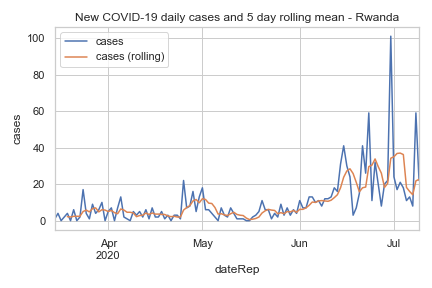 New COVID-19 daily cases and 5 day rolling mean - Rwanda
cases
cases (rolling)
100
80
60
40
20
0
cases
Apr
2020
May
Jun
Jul
dateRep